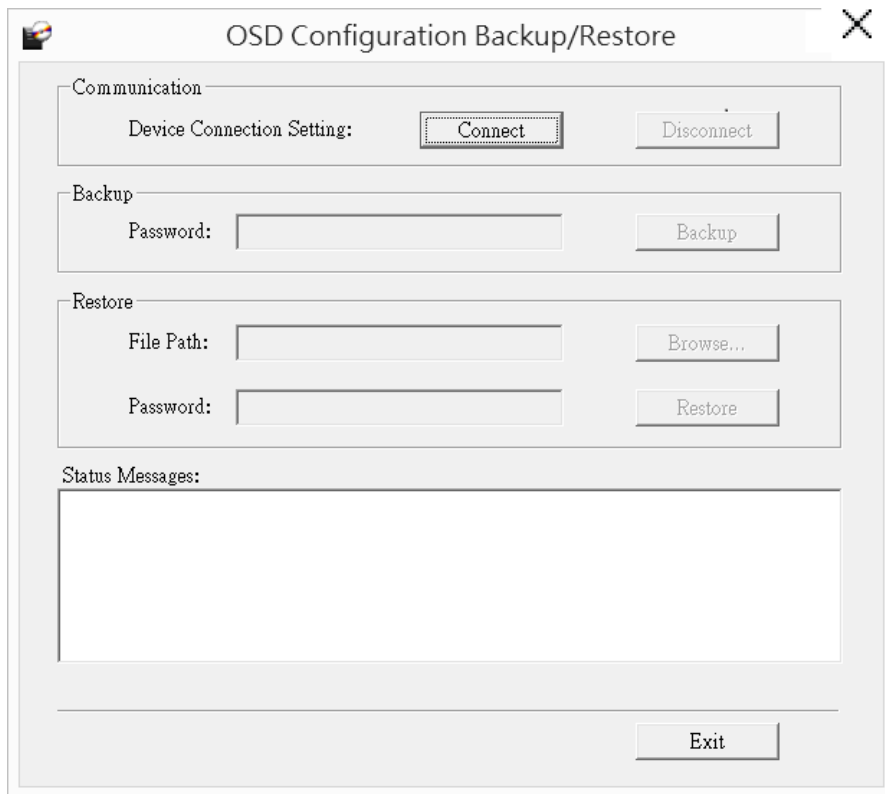 OSD Configuration Backup/Restore
Communication
Device Connection Setting: Connect Disconnect
Backup
Password: Backup
Restore
File Path: Browse...
Password: Restore
Status Messages:
Exit